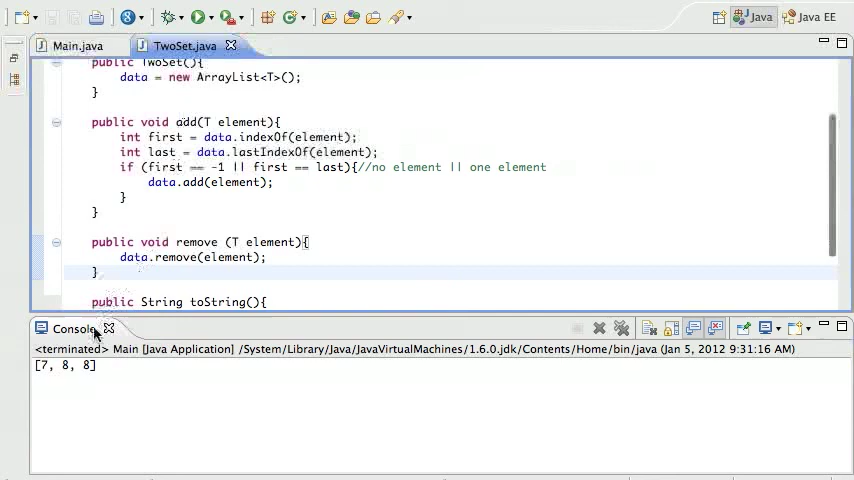 Java
Java EE
Main.java
TwoSet.java
public TwoSet(){
data = new ArrayList<T>();
}
public void add(T element){
int first = data.indexOf(element);
int last = data.lastIndexOf(element);
if (first == -1 || first == last){//no element || one element
data.add(element);
}
}
public void remove (T element){
data.remove(element);
}
public String toString(){
Console
<terminated> Main [Java Application] /System/Library/Java/JavaVirtualMachines/1.6.0.jdk/Contents/Home/bin/java (Jan 5, 2012 9:31:16 AM)
[7, 8, 8]